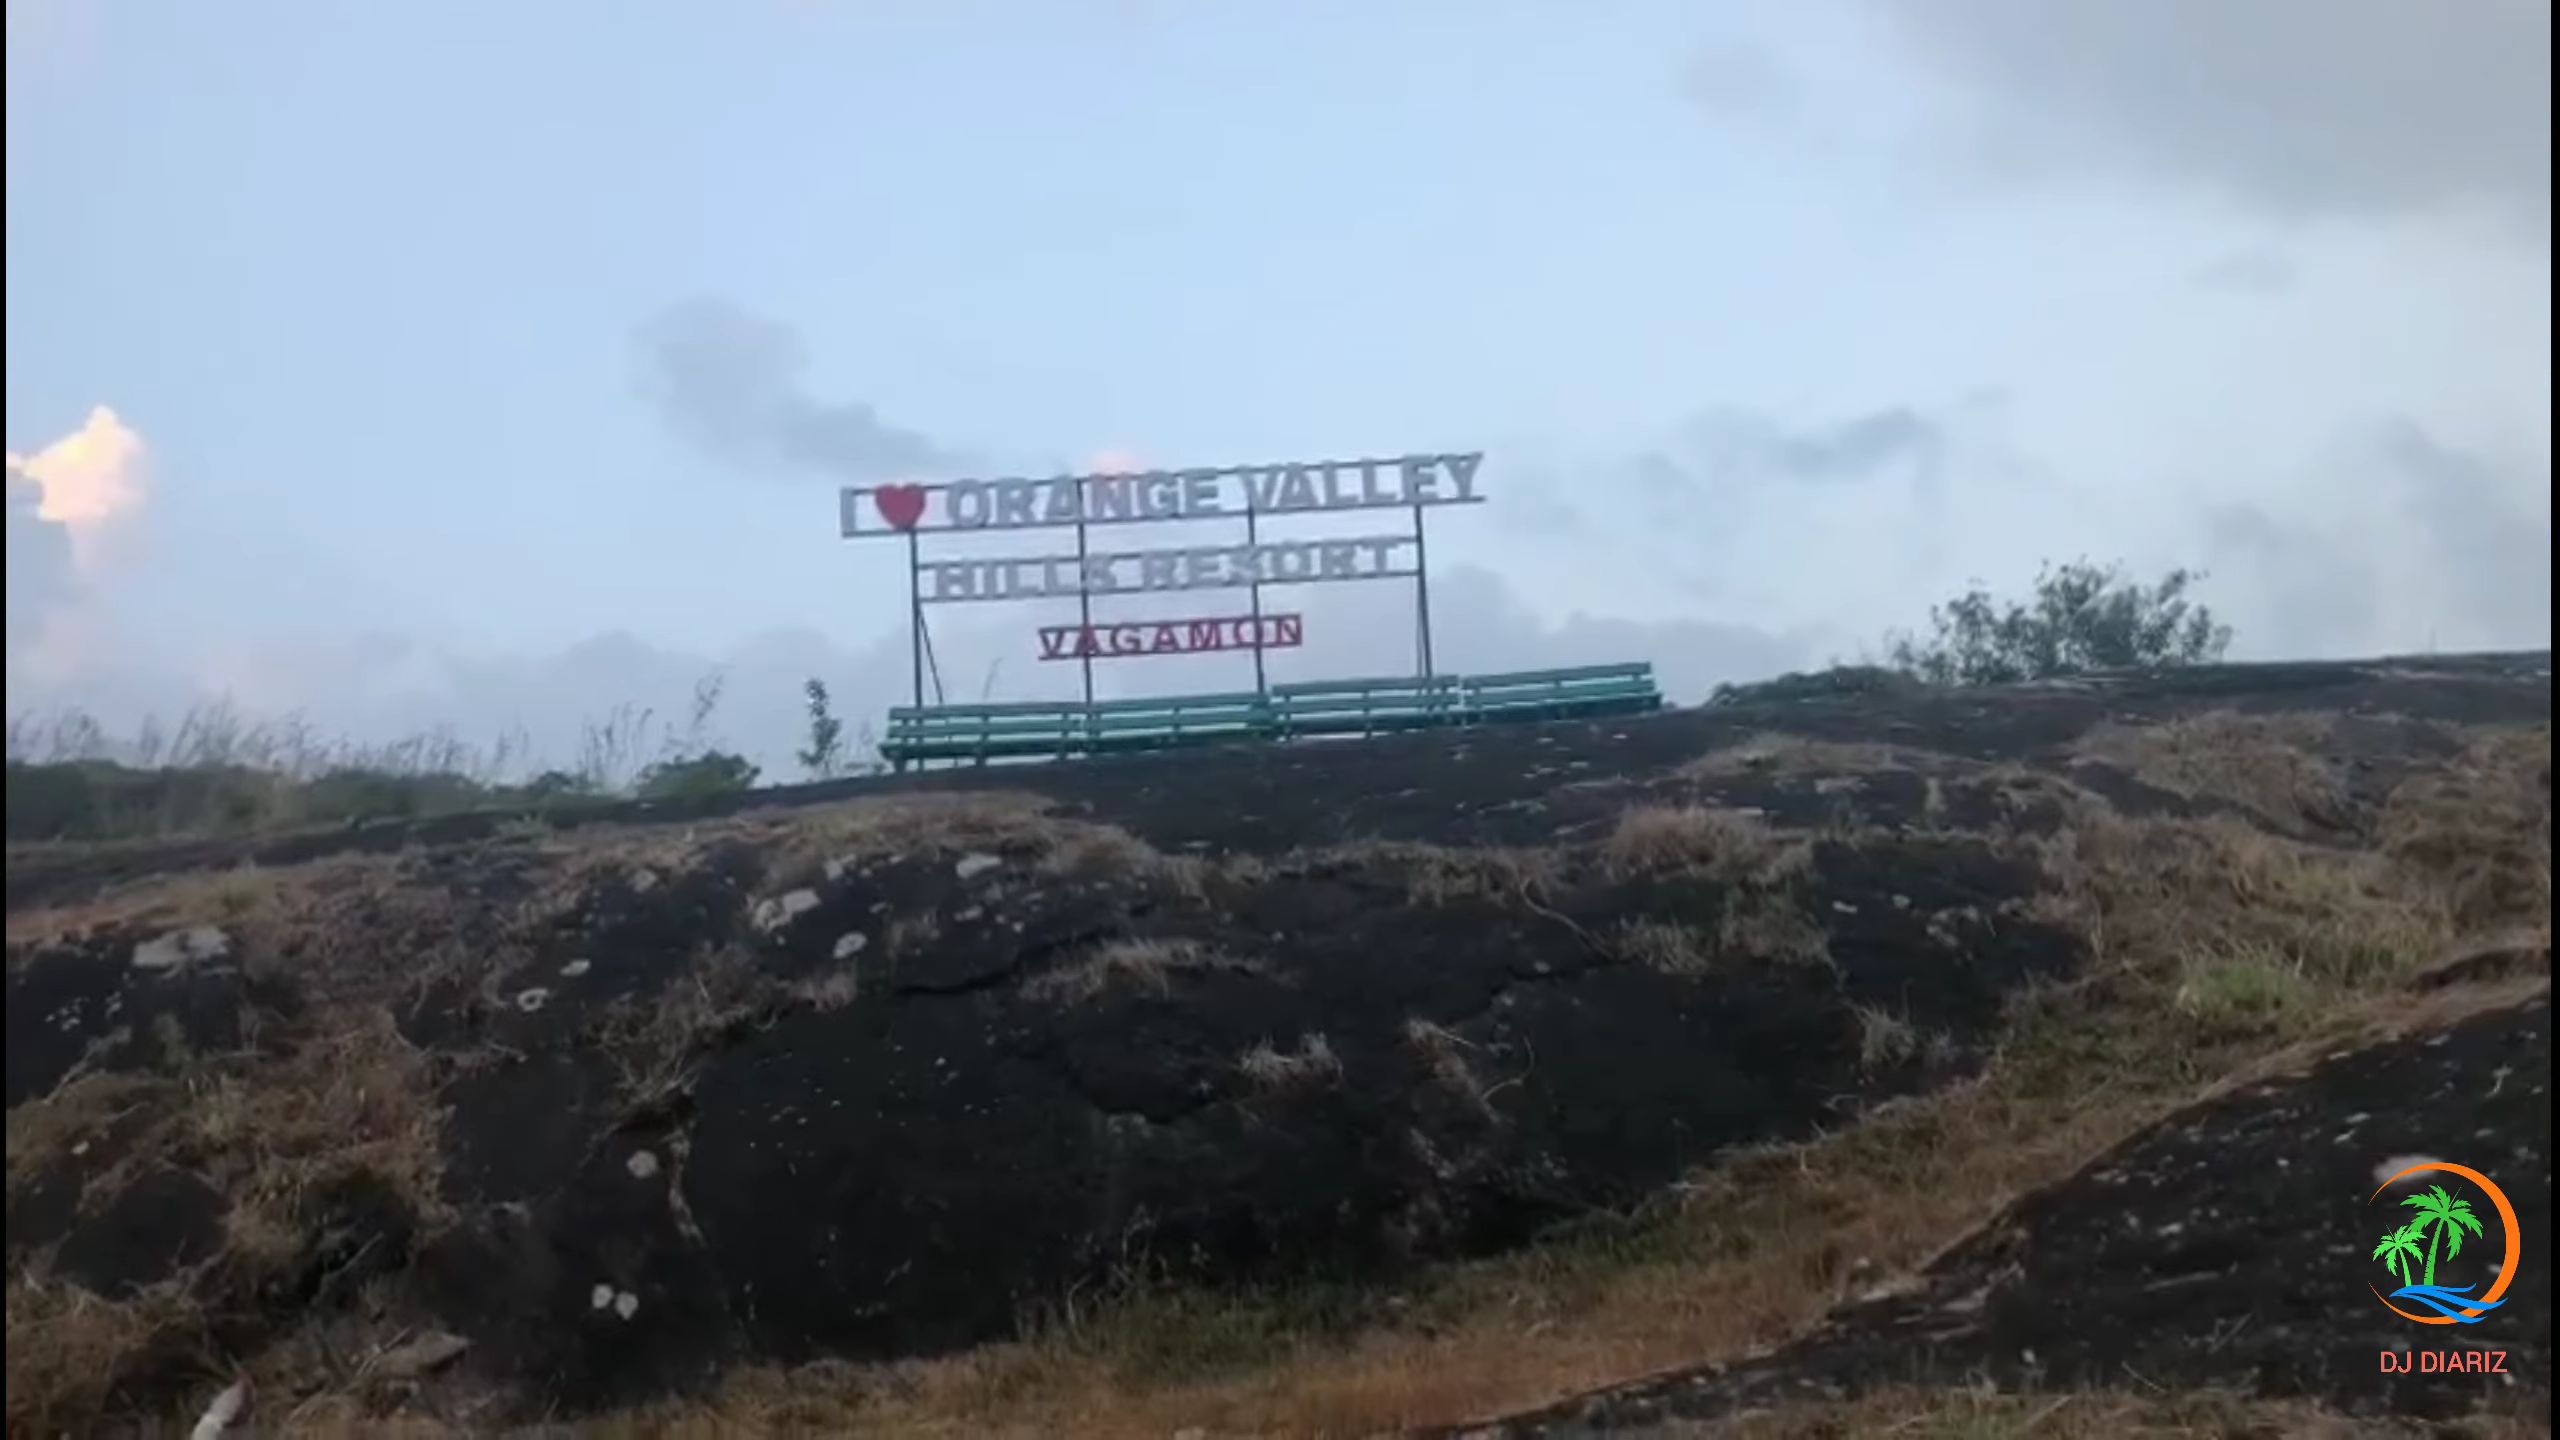 I ❤ ORANGE VALLEY
HILLS RESORT
VAGAMON
DJ DIARIZ